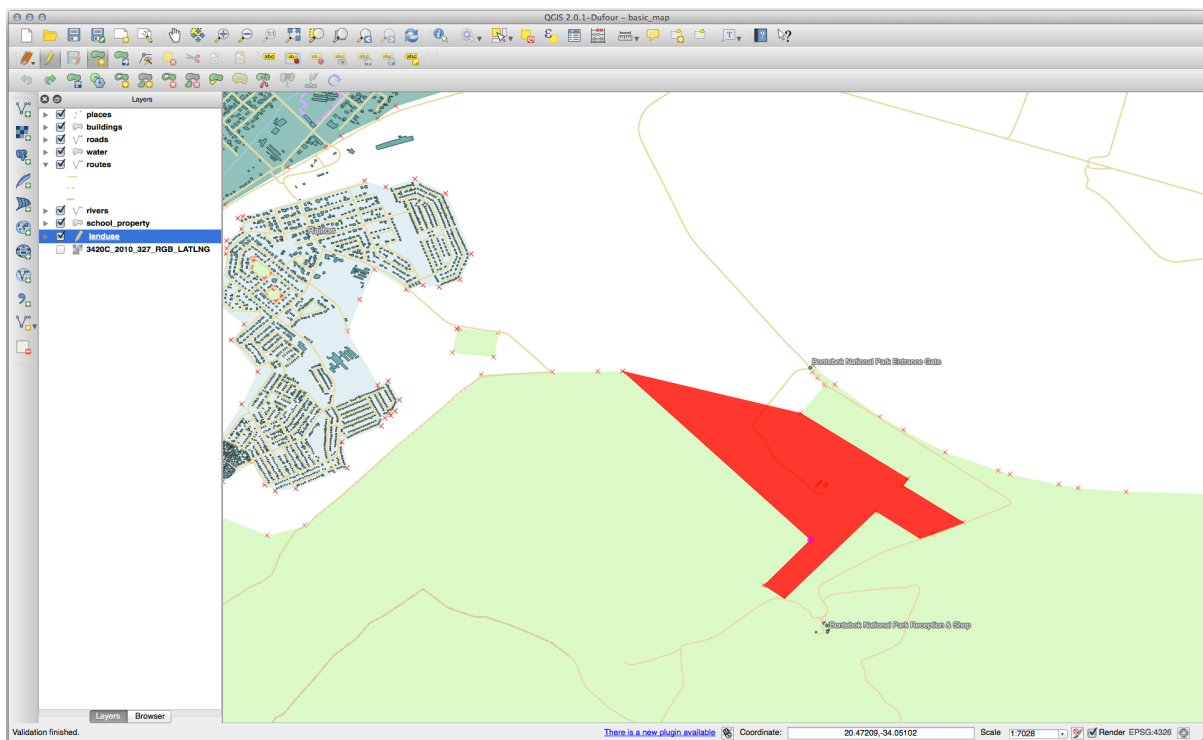 QGIS 2.0.1-Dufour – basic_map
Layers
places
buildings
roads
water
routes
rivers
school_property
landuse
3420C_2010_327_RGB_LATLNG
Railton
Bontebok National Park Entrance Gate
Bontebok National Park Reception & Shop
Layers
Browser
Validation finished.
There is a new plugin available
Coordinate:
20.47209,-34.05102
Scale
1:7028
Render
EPSG:4326